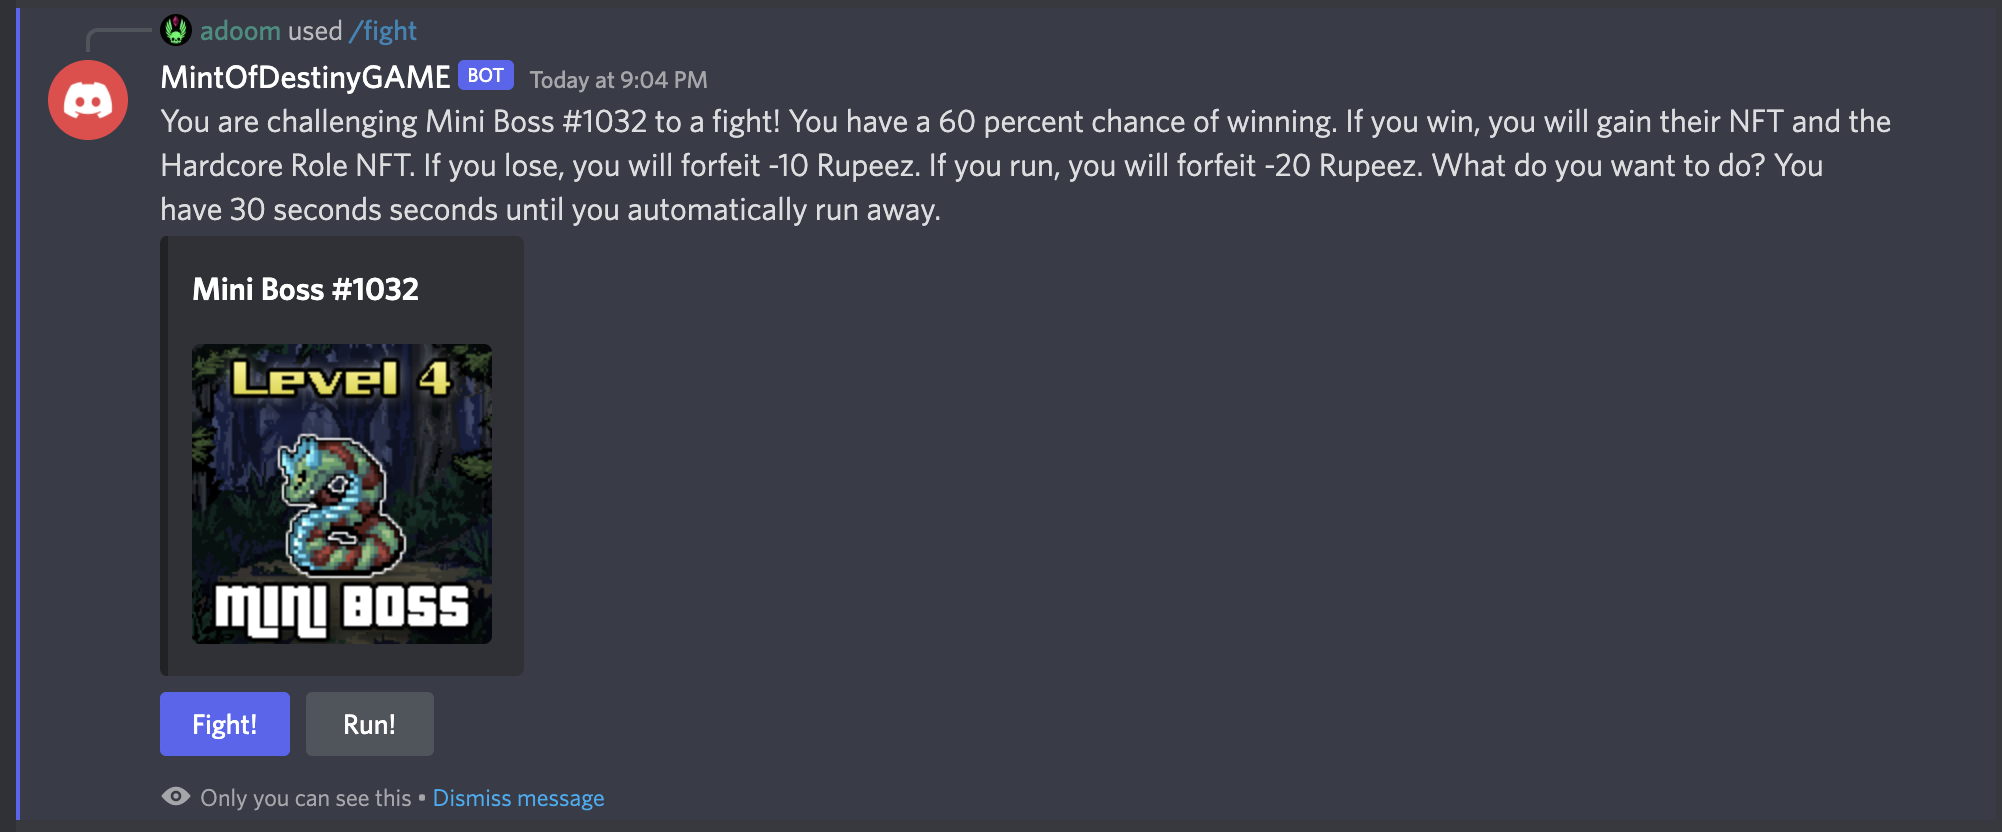 adoom used /fight
MintOfDestinyGAME BOT Today at 9:04 PM
You are challenging Mini Boss #1032 to a fight! You have a 60 percent chance of winning. If you win, you will gain their NFT and the
Hardcore Role NFT. If you lose, you will forfeit -10 Rupeez. If you run, you will forfeit -20 Rupeez. What do you want to do? You
have 30 seconds seconds until you automatically run away.
Mini Boss #1032
Level 4
MINI BOSS
Fight! Run!
Only you can see this • Dismiss message